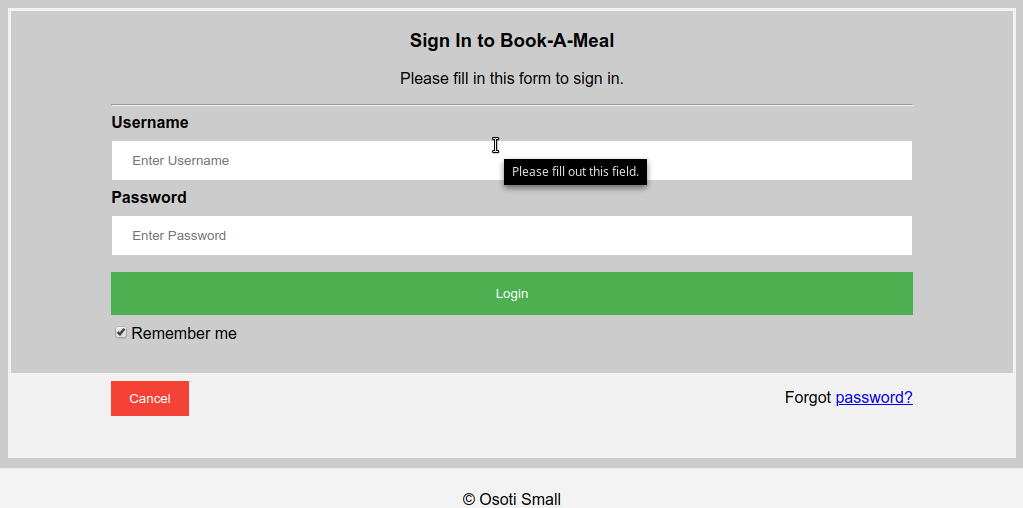 Sign In to Book-A-Meal
Please fill in this form to sign in.
Username
Enter Username
Please fill out this field.
Password
Enter Password
Login
Remember me
Cancel
Forgot password?
© Osoti Small